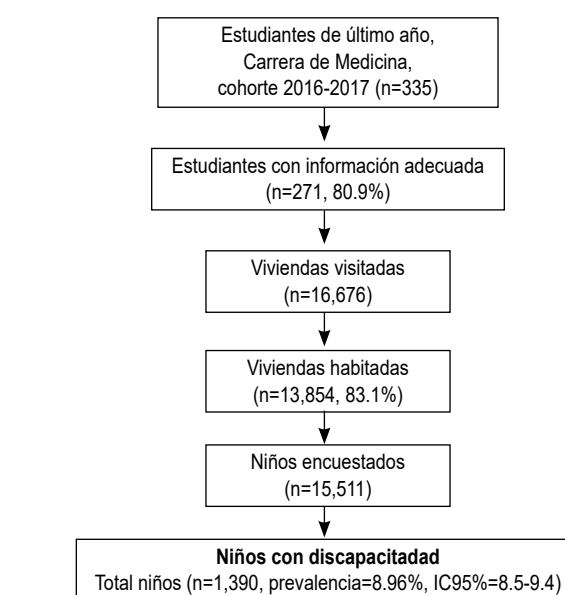 Estudiantes de último año,
Carrera de Medicina,
cohorte 2016-2017 (n=335)
Estudiantes con información adecuada
(n=271, 80.9%)
Viviendas visitadas
(n=16,676)
Viviendas habitadas
(n=13,854, 83.1%)
Niños encuestados
(n=15,511)
Niños con discapacitadad
Total niños (n=1,390, prevalencia=8.96%, IC95%=8.5-9.4)